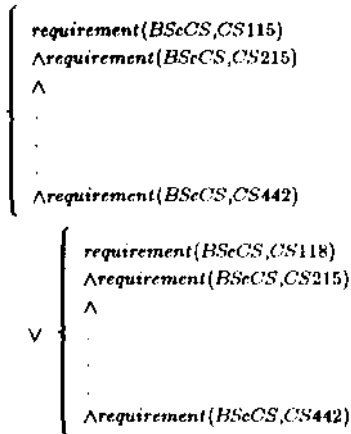 requirement(BScCS,CS115)
∧requirement(BScCS,CS215)
∧
.
.
.
∧requirement(BScCS,CS442)
requirement(BScCS,CS118)
∧requirement(BScCS,CS215)
∧
∨
.
.
.
∧requirement(BScCS,CS442)